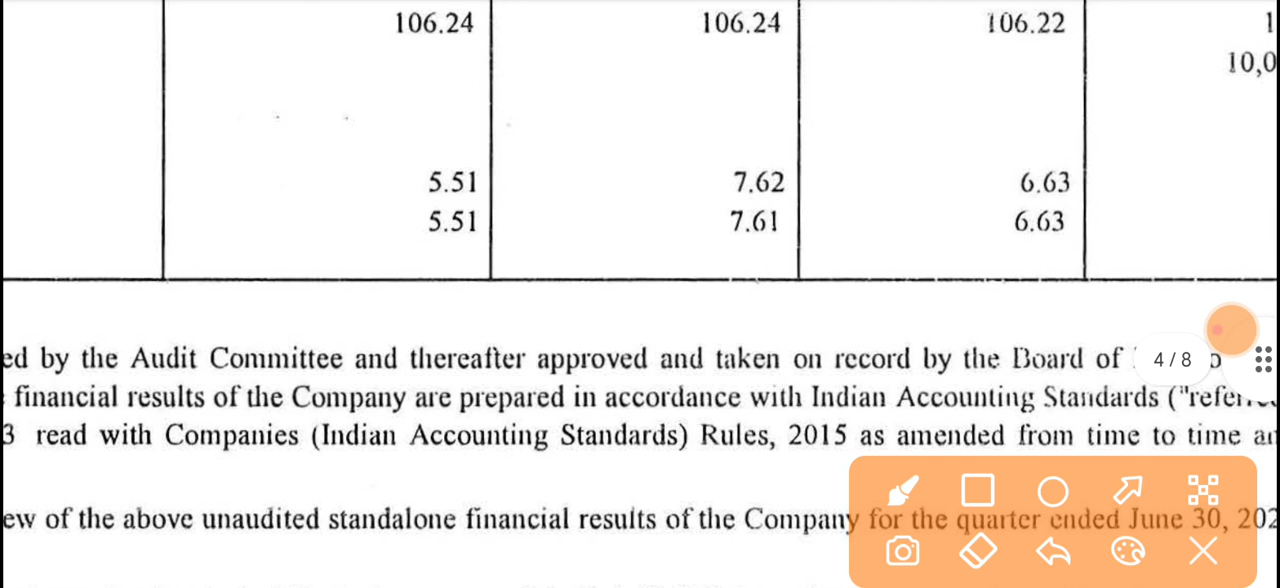 106.24 106.24 106.22 1
10,0
5.51 7.62 6.63
5.51 7.61 6.63
ed by the Audit Committee and thereafter approved and taken on record by the Board of
4 / 8
financial results of the Company are prepared in accordance with Indian Accounting Standards ("refer
3 read with Companies (Indian Accounting Standards) Rules, 2015 as amended from time to time an
ew of the above unaudited standalone financial results of the Company for the quarter ended June 30, 202